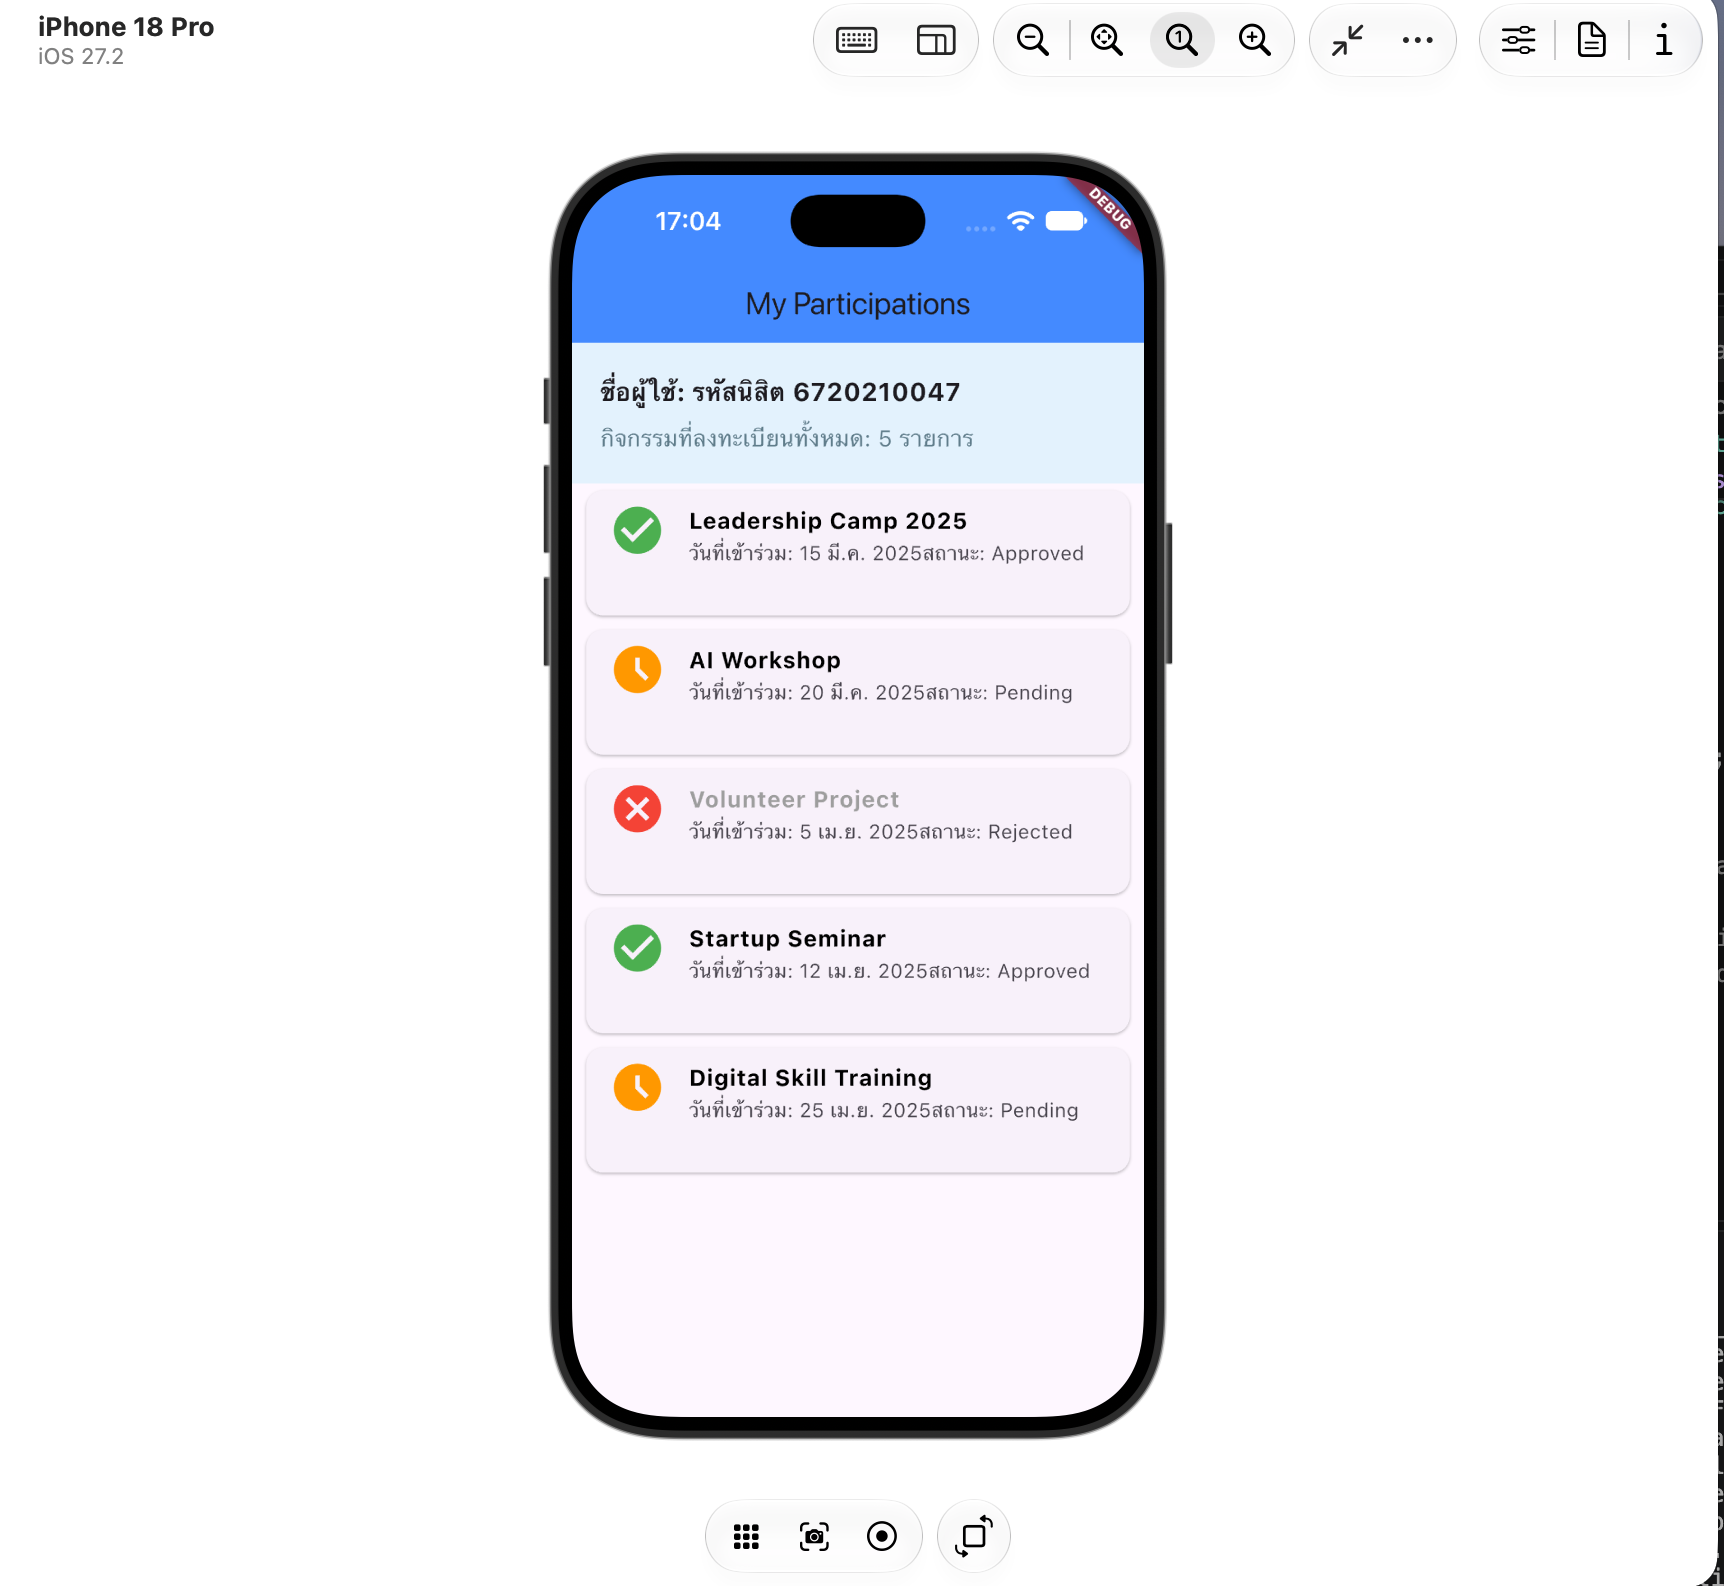 iPhone 18 Pro
iOS 27.2
1
17:04
DEBUG
My Participations
ชื่อผู้ใช้: รหัสนิสิต 6720210047
กิจกรรมที่ลงทะเบียนทั้งหมด: 5 รายการ
Leadership Camp 2025
วันที่เข้าร่วม: 15 มี.ค. 2025สถานะ: Approved
AI Workshop
วันที่เข้าร่วม: 20 มี.ค. 2025สถานะ: Pending
Volunteer Project
วันที่เข้าร่วม: 5 เม.ย. 2025สถานะ: Rejected
Startup Seminar
วันที่เข้าร่วม: 12 เม.ย. 2025สถานะ: Approved
Digital Skill Training
วันที่เข้าร่วม: 25 เม.ย. 2025สถานะ: Pending